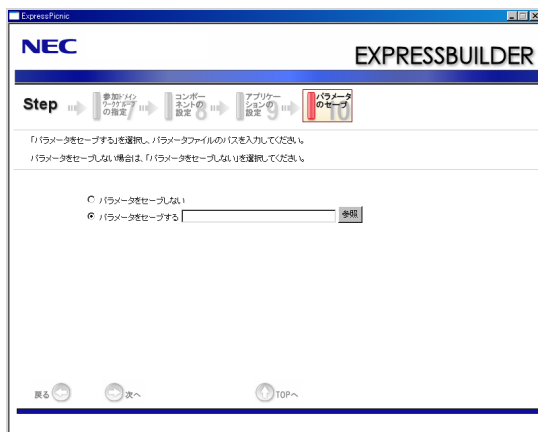 ExpressPicnic
NEC
EXPRESSBUILDER
Step
参加ドメイン
ワークグループ
の指定 7
コンポー
ネントの
設定 8
アプリケー
ションの
設定 9
パラメータ
のセーブ
10
「パラメータをセーブする」を選択し、パラメータファイルのパスを入力してください。
パラメータをセーブしない場合は、「パラメータをセーブしない」を選択してください。
パラメータをセーブしない
パラメータをセーブする
参照
戻る
次へ
TOPへ